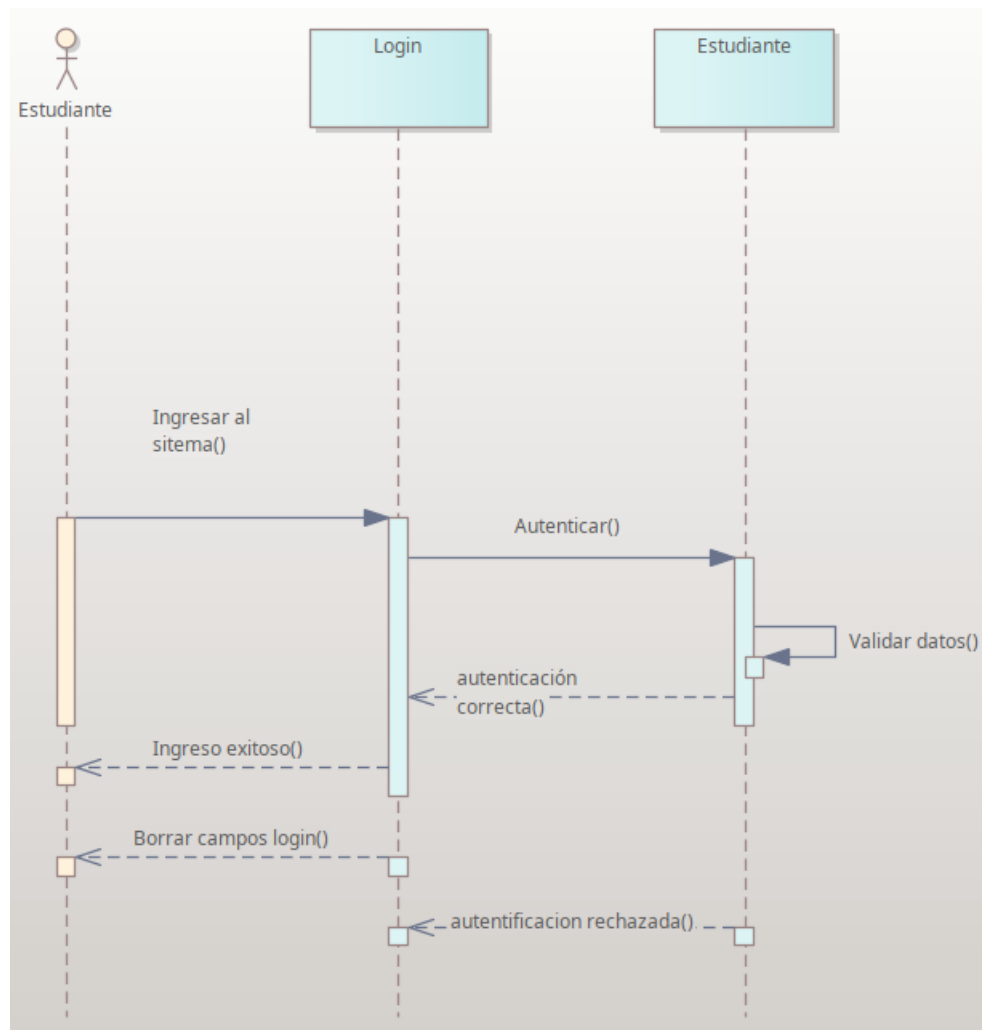 Login
Estudiante
Estudiante
Ingresar al
sitema()
Autenticar()
Validar datos()
autenticación
correcta()
Ingreso exitoso()
Borrar campos login()
autentificacion rechazada()